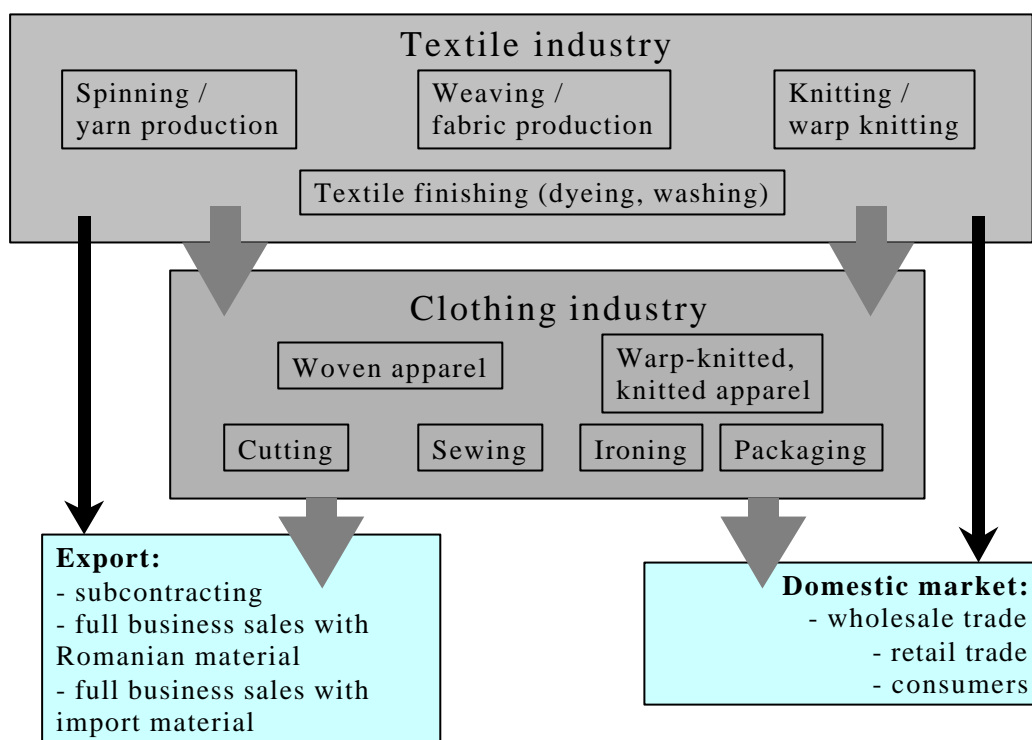 Textile industry
Spinning /
yarn production
Weaving /
fabric production
Knitting /
warp knitting
Textile finishing (dyeing, washing)
Clothing industry
Woven apparel
Warp-knitted,
knitted apparel
Cutting
Sewing
Ironing
Packaging
Export:
- subcontracting
- full business sales with
Romanian material
- full business sales with
import material
Domestic market:
- wholesale trade
- retail trade
- consumers